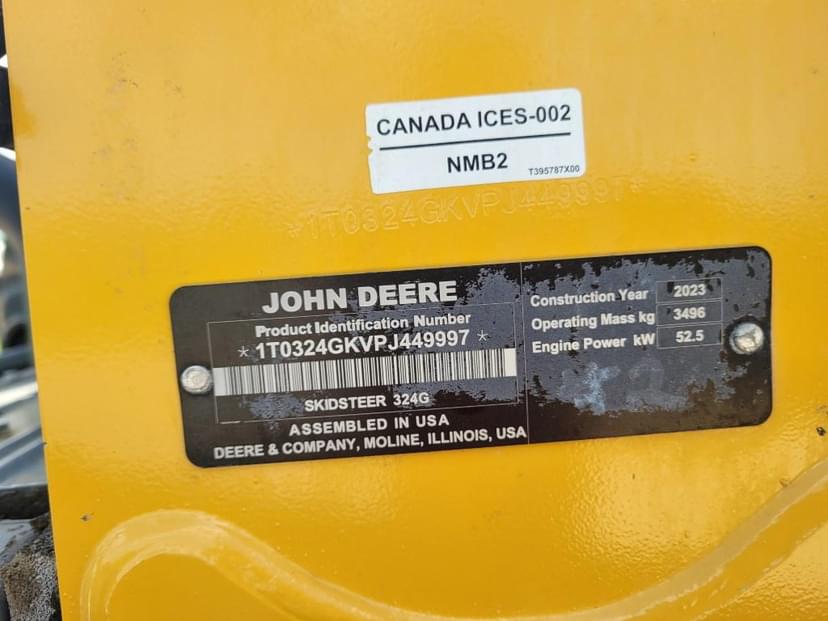 CANADA ICES-002
NMB2
T395787X00
*1T0324GKVPJ449997*
JOHN DEERE
Product Identification Number
*1T0324GKVPJ449997*
SKIDSTEER 324G
ASSEMBLED IN USA
DEERE & COMPANY, MOLINE, ILLINOIS, USA
Construction Year 2023
Operating Mass kg 3496
Engine Power kW 52.5